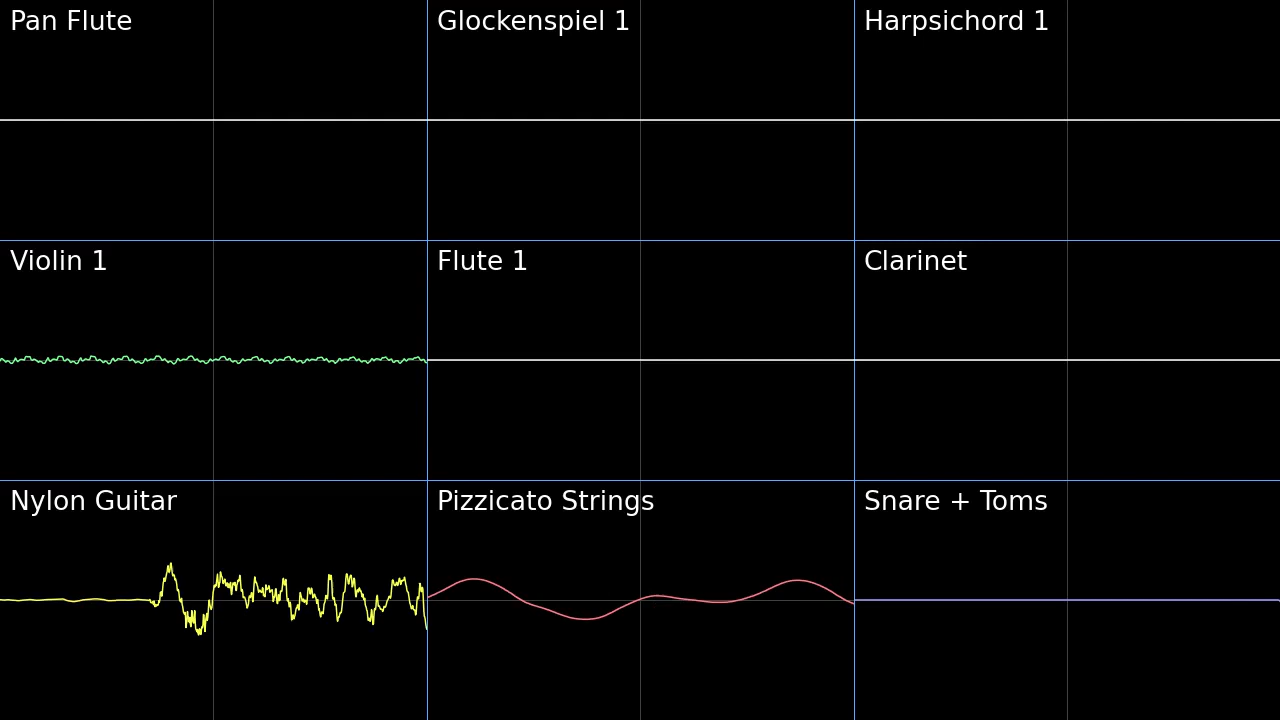 Pan Flute
Glockenspiel 1
Harpsichord 1
Violin 1
Flute 1
Clarinet
Nylon Guitar
Pizzicato Strings
Snare + Toms